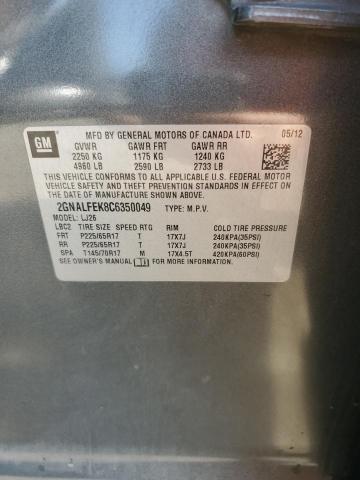 GM
MFD BY GENERAL MOTORS OF CANADA LTD. 05/12
GVWR GAWR FRT GAWR RR
2250 KG 1175 KG 1240 KG
4960 LB 2590 LB 2733 LB
THIS VEHICLE CONFORMS TO ALL APPLICABLE U.S. FEDERAL MOTOR
VEHICLE SAFETY AND THEFT PREVENTION STANDARDS IN EFFECT ON
THE DATE OF MANUFACTURE SHOWN ABOVE.
2GNALFEK8C6350049 TYPE: M.P.V.
MODEL: LJ26
LBC2 TIRE SIZE SPEED RTG RIM COLD TIRE PRESSURE
FRT P225/65R17 T 17X7J 240KPA(35PSI)
RR P225/65R17 T 17X7J 240KPA(35PSI)
SPA T145/70R17 M 17X4.5T 420KPA(60PSI)
SEE OWNER'S MANUAL FOR ADDITIONAL INFORMATION.